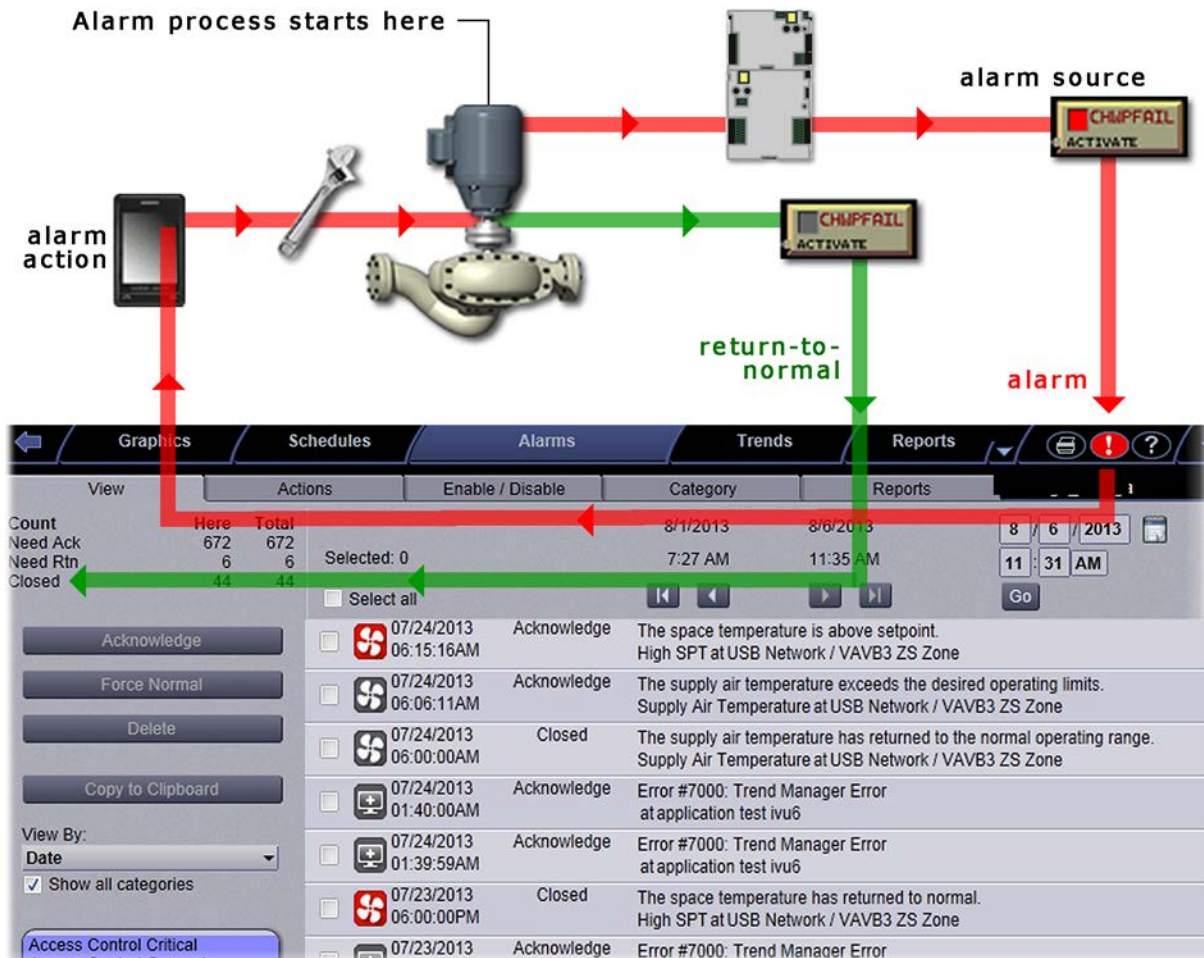 Alarm process starts here
alarm source
CHWPFAIL
ACTIVATE
alarm
action
CHWPFAIL
ACTIVATE
return-to-
normal
alarm
Graphics
Schedules
Alarms
Trends
Reports
!
?
View
Actions
Enable / Disable
Category
Reports
Count Here Total
Need Ack 672 672
Need Rtn 6 6
Closed 44 44
Selected: 0
Select all
8/1/2013
7:27 AM
8/6/2013
11:35 AM
8 / 6 / 2013
11 : 31 AM
Go
Acknowledge
Force Normal
Delete
Copy to Clipboard
View By:
Date
Show all categories
Access Control Critical
07/24/2013 Acknowledge The space temperature is above setpoint.
06:15:16AM High SPT at USB Network / VAVB3 ZS Zone
07/24/2013 Acknowledge The supply air temperature exceeds the desired operating limits.
06:06:11AM Supply Air Temperature at USB Network / VAVB3 ZS Zone
07/24/2013 Closed The supply air temperature has returned to the normal operating range.
06:00:00AM Supply Air Temperature at USB Network / VAVB3 ZS Zone
07/24/2013 Acknowledge Error #7000: Trend Manager Error
01:40:00AM at application test ivu6
07/24/2013 Acknowledge Error #7000: Trend Manager Error
01:39:59AM at application test ivu6
07/23/2013 Closed The space temperature has returned to normal.
06:00:00PM High SPT at USB Network / VAVB3 ZS Zone
07/23/2013 Acknowledge Error #7000: Trend Manager Error